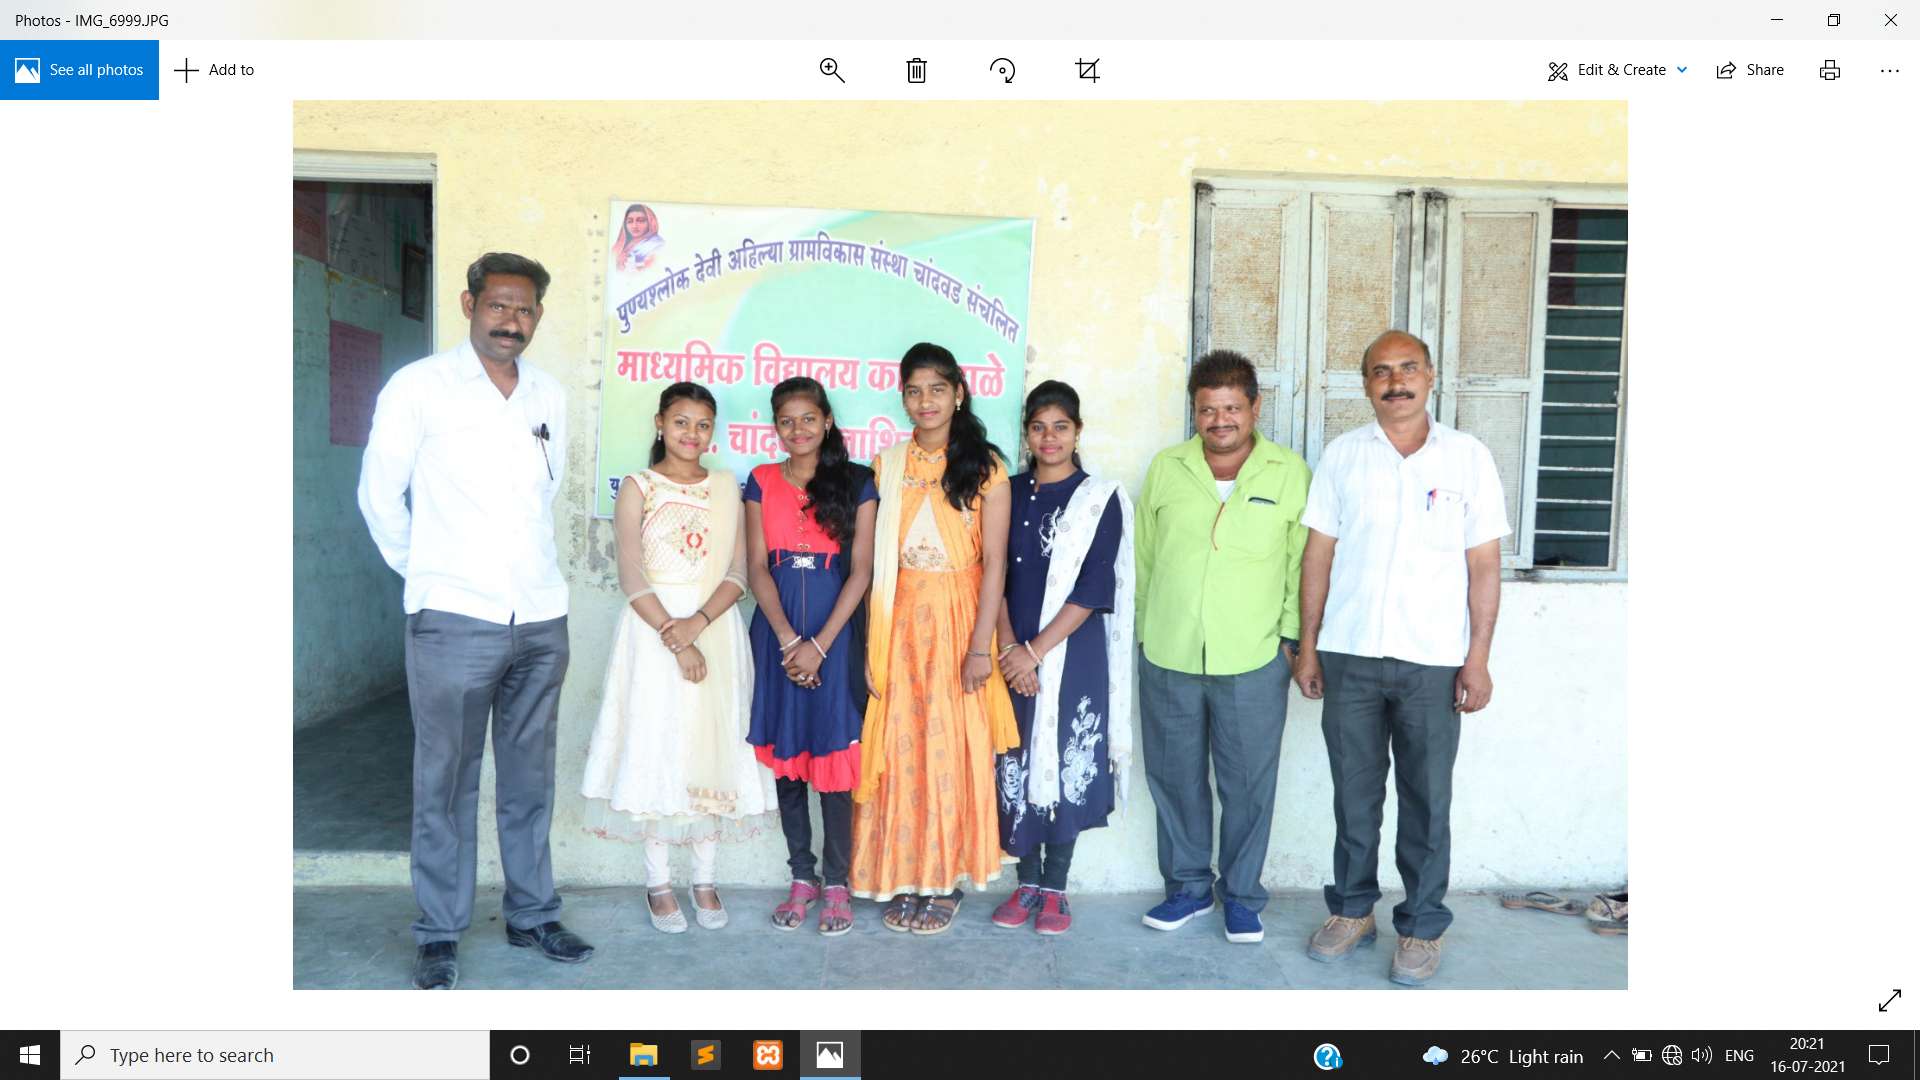 Photos - IMG_6999.JPG
See all photos
Add to
Edit & Create
Share
पुण्यश्लोक देवी अहिल्या ग्रामविकास संस्था चांदवड संचलित
माध्यमिक विद्यालय
Type here to search
26°C Light rain
ENG
20:21
16-07-2021